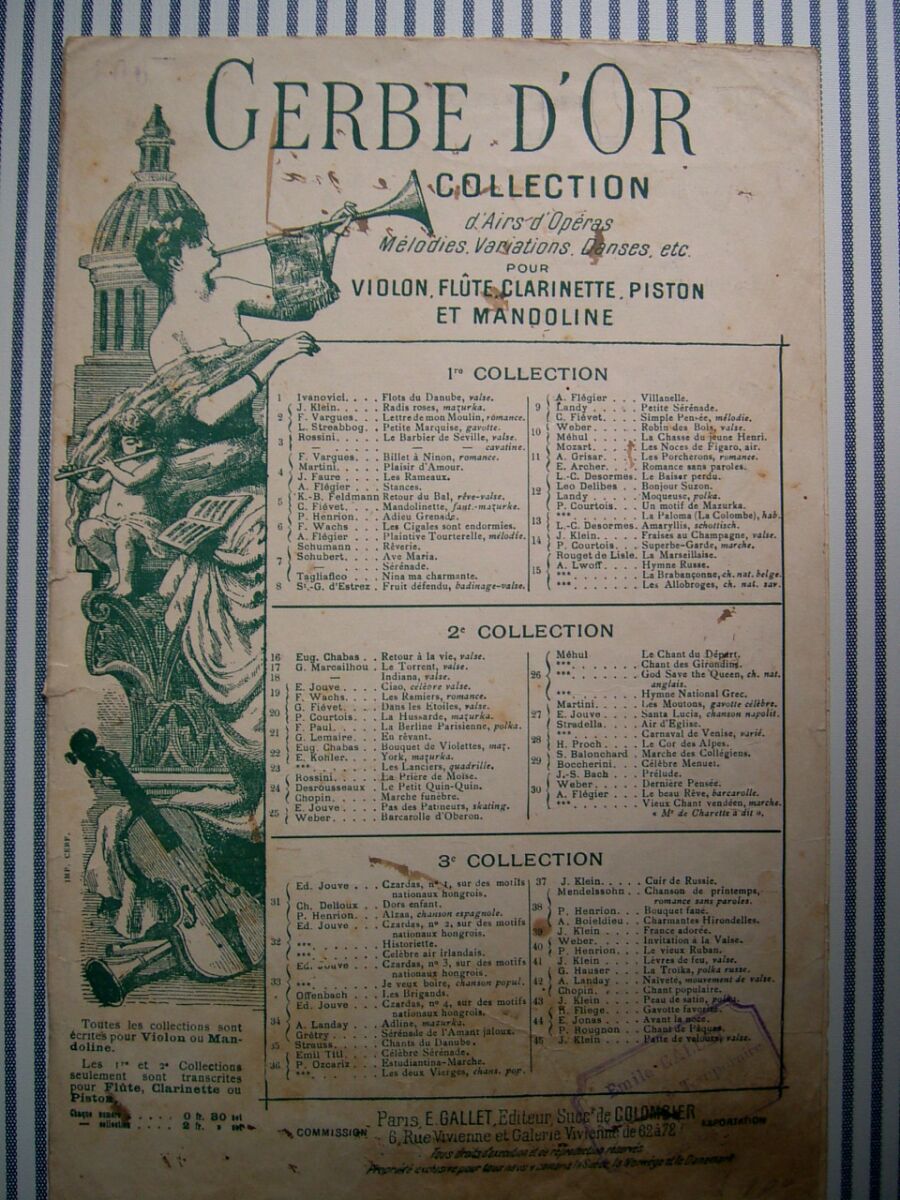 GERBE D'OR
COLLECTION
d'Airs d'Opéras
Mélodies, Variations, Danses, etc.
POUR
VIOLON, FLÛTE, CLARINETTE, PISTON
ET MANDOLINE
1re COLLECTION
1 Ivanovici. . . . Flots du Danube, valse.
2 J. Klein. . . . . Radis roses, mazurka.
F. Vargues. . . . Lettre de mon Moulin, romance.
L. Streabbog. . Petite Marquise, gavotte.
3 Rossini. . . . . Le Barbier de Séville, valse.
— cavatine.
F. Vargues. . . . Billet à Ninon, romance.
4 Martini. . . . . Plaisir d'Amour.
J. Faure . . . . Les Rameaux.
A. Flégier . . . Stances.
5 K.-B. Feldmann Retour du Bal, rêve-valse.
C. Fiévet. . . . Mandolinette, fant.-mazurke.
P. Henrion. . . Adieu Grenade.
6 F. Wachs . . . . Les Cigales sont endormies.
A. Flégier . . . Plaintive Tourterelle, mélodie.
Schumann . . . Rêverie.
7 Schubert. . . . Ave Maria.
Sérénade.
Tagliafico . . . Nina ma charmante.
8 St-G. d'Estrez . Fruit défendu, badinage-valse.
9 A. Flégier . . . Villanelle.
Landy. . . . . . Petite Sérénade.
G. Fiévet. . . . Simple Pensée, mélodie.
10 Weber. . . . . Robin des Bois, valse.
Méhul . . . . . La Chasse du jeune Henri.
Mozart. . . . . Les Noces de Figaro, air.
11 A. Grisar. . . . Les Porcherons, romance.
E. Archer. . . . Romance sans paroles.
L.-C. Desormes. Le Baiser perdu.
12 Leo Delibes . . Bonjour Suzon.
Landy . . . . . Moqueuse, polka.
P. Courtois. . . Un motif de Mazurka.
13 *** . . . . . . . La Paloma (La Colombe), hab.
L.-C. Desormes. Amaryllis, schottisch.
14 J. Klein . . . . Fraises au Champagne, valse.
P. Courtois. . . Superbe-Garde, marche.
Rouget de Lisle. La Marseillaise.
15 A. Lwoff. . . . Hymne Russe.
*** . . . . . . La Brabançonne, ch. nat. belge.
*** . . . . . . Les Allobroges, ch. nat. sav.
2e COLLECTION
16 Eug. Chabas . . Retour à la vie, valse.
17 G. Marcailhou . Le Torrent, valse.
18 — Indiana, valse.
19 E. Jouve . . . . Ciao, célèbre valse.
F. Wachs. . . . Les Ramiers, romance.
20 G. Fiévet. . . . Dans les Etoiles, valse.
P. Courtois. . . La Hussarde, mazurka.
21 F. Paul. . . . . La Berline Parisienne, polka.
G. Lemaire. . . En rêvant.
22 Eug. Chabas . . Bouquet de Violettes, maz.
E. Kohler. . . . York, mazurka.
23 *** . . . . . . Les Lanciers, quadrille.
Rossini. . . . . La Prière de Moïse.
24 Desrousseaux . Le Petit Quin-Quin.
Chopin. . . . . Marche funèbre.
25 E. Jouve . . . . Pas des Patineurs, skating.
Weber. . . . . Barcarolle d'Oberon.
Méhul . . . . . Le Chant du Départ.
*** . . . . . . Chant des Girondins.
26 *** . . . . . . God Save the Queen, ch. nat.
anglais.
*** . . . . . . Hymne National Grec.
Martini. . . . . Les Moutons, gavotte célèbre.
27 E. Jouve . . . . Santa Lucia, chanson napolit.
Stradella. . . . Air d'Eglise.
28 *** . . . . . . Carnaval de Venise, varié.
H. Proch. . . . Le Cor des Alpes.
29 S. Balonchard . Marche des Collégiens.
Boccherini. . . Célèbre Menuet.
J.-S. Bach . . . Prélude.
30 Weber. . . . . Dernière Pensée.
A. Flégier . . . Le beau Rêve, barcarolle.
*** . . . . . . Vieux Chant vendéen, marche.
« Mr de Charette a dit ».
3e COLLECTION
31 Ed. Jouve . . . Czardas, no 1, sur des motifs
nationaux hongrois.
Ch. Delioux . . Dors enfant.
P. Henrion. . . Alzaa, chanson espagnole.
32 Ed. Jouve . . . Czardas, no 2, sur des motifs
nationaux hongrois.
*** . . . . . . Historiette.
*** . . . . . . Célèbre air irlandais.
33 Ed. Jouve . . . Czardas, no 3, sur des motifs
nationaux hongrois.
*** . . . . . . Je veux boire, chanson popul.
Offenbach . . . Les Brigands.
34 Ed. Jouve . . . Czardas, no 4, sur des motifs
nationaux hongrois.
A. Landay . . . Adline, mazurka.
Grétry. . . . . Sérénade de l'Amant jaloux.
35 Strauss. . . . . Chants du Danube.
Emil Titl. . . . Célèbre Sérénade.
36 P. Ozcariz . . . Estudiantina-Marche.
*** . . . . . . Les deux Vierges, chans. pop.
37 J. Klein. . . . . Cuir de Russie.
Mendelssohn . . Chanson de printemps,
romance sans paroles.
38 P. Henrion. . . Bouquet fané.
A. Boieldieu . . Charmantes Hirondelles.
39 J. Klein . . . . France adorée.
40 Weber. . . . . Invitation à la Valse.
P. Henrion. . . Le vieux Ruban.
41 J. Klein . . . . Lèvres de feu, valse.
G. Hauser . . . La Troïka, polka russe.
42 A. Landay . . . Naïveté, mouvement de valse.
Chopin. . . . . Chant populaire.
43 J. Klein . . . . Peau de satin, polka.
R. Fliege. . . . Gavotte favorite.
44 E. Jonas . . . . Avant la noce.
P. Rougnon . . Chant de Pâques.
45 J. Klein . . . . Patte de velours, valse.
IMP. CERF.
Toutes les collections sont
écrites pour Violon ou Man-
doline.
Les 1re et 2e Collections
seulement sont transcrites
pour Flûte, Clarinette ou
Piston.
Chaque numéro . . . . 0 fr. 80 net
— collection . . . . 2 fr. » net
Emile GAL
COMMISSION
Paris, E. GALLET, Editeur, Succr de COLOMBIER
6, Rue Vivienne et Galerie Vivienne de 62 à 72
EXPORTATION
Tous droits d'exécution et de reproduction réservés
Propriété exclusive pour tous pays y compris la Suède, la Norwège et le Danemark